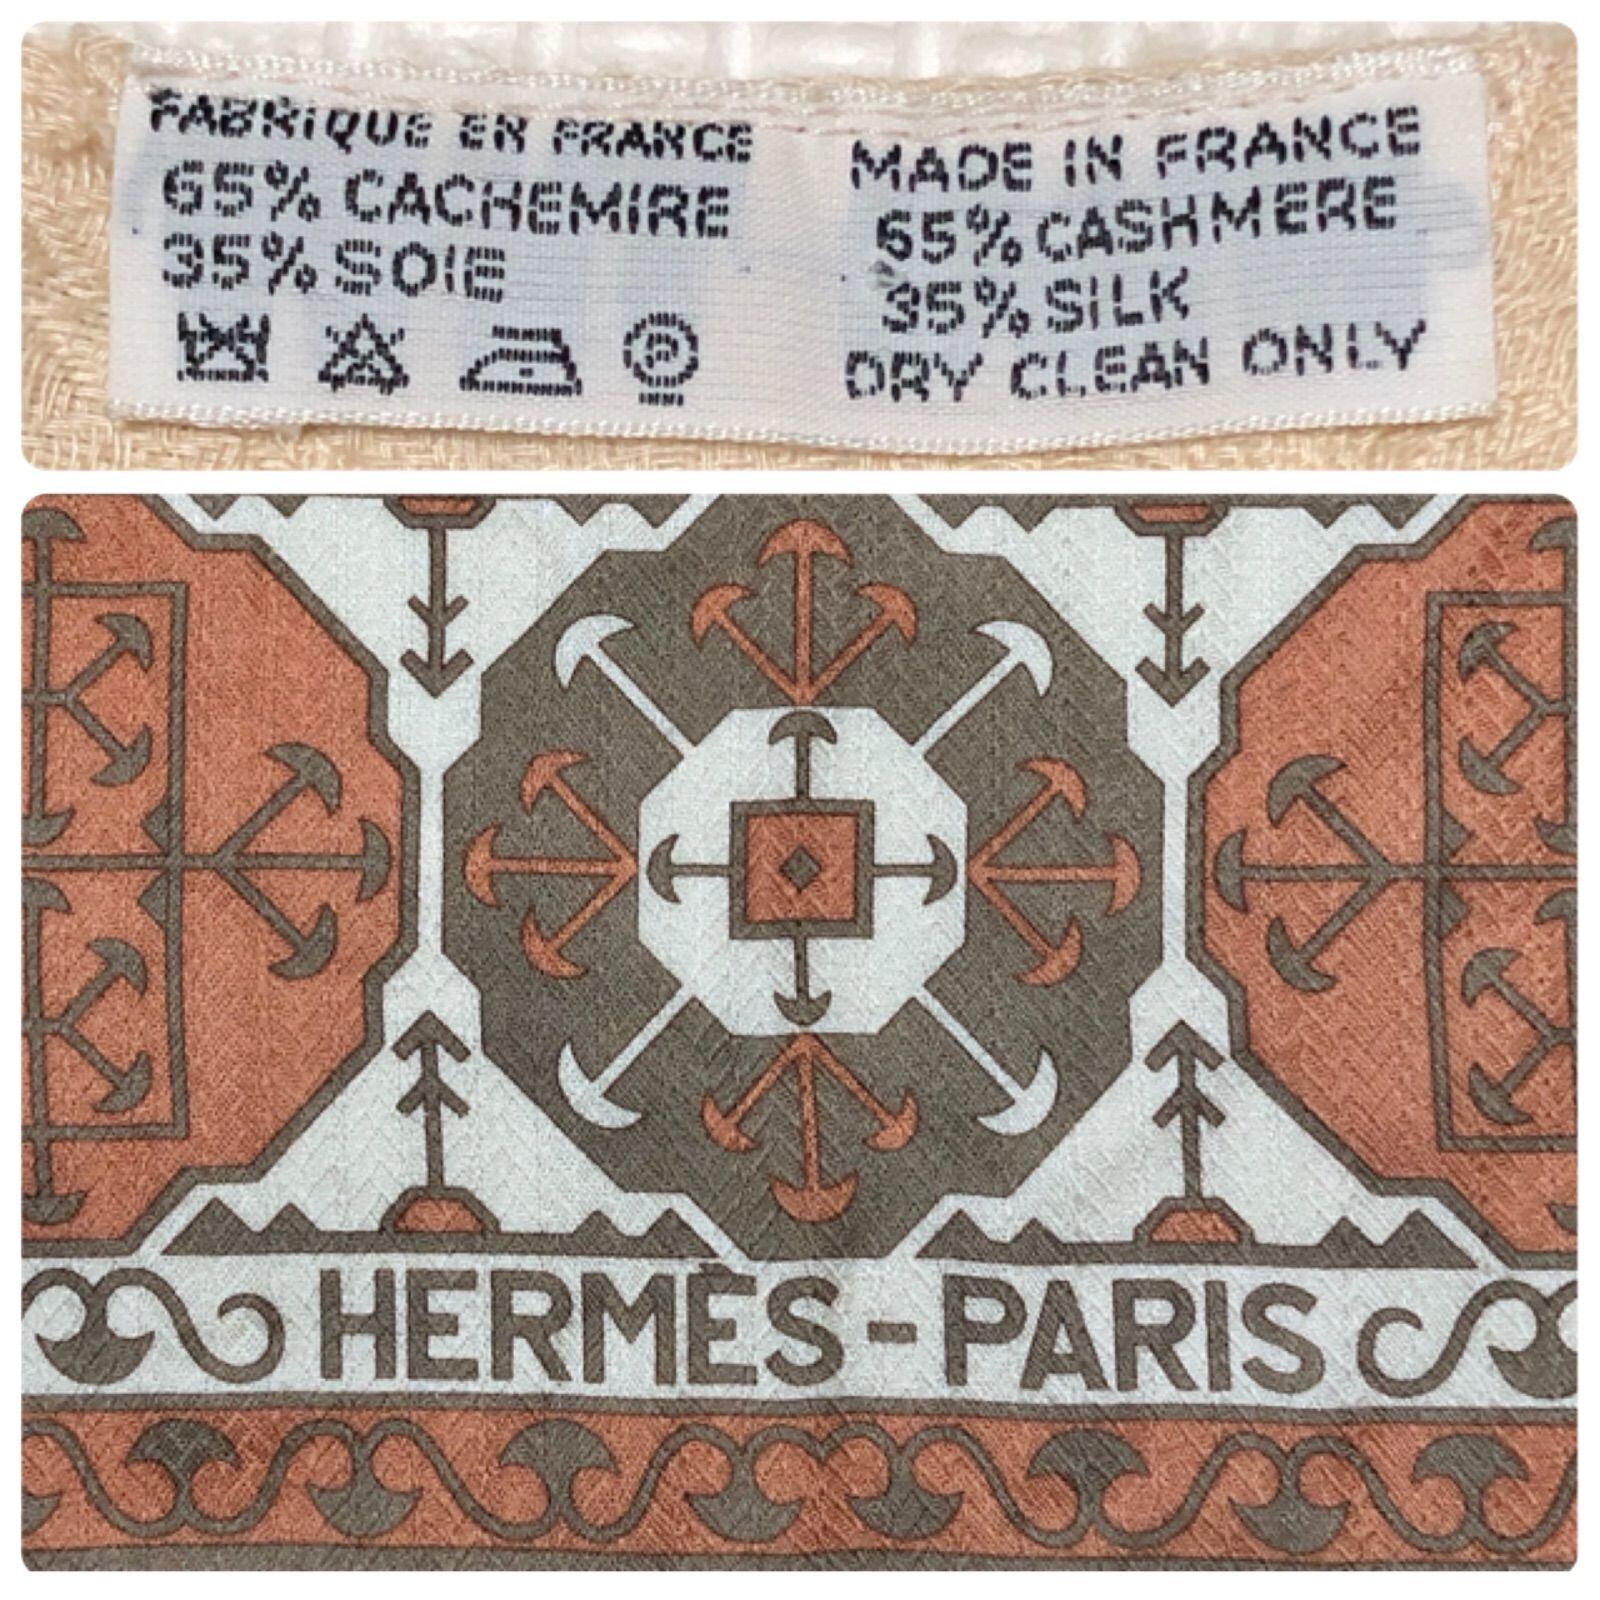 FABRIQUE EN FRANCE
65% CACHEMIRE
35% SOIE
P
MADE IN FRANCE
65% CASHMERE
35% SILK
DRY CLEAN ONLY
HERMÈS-PARIS